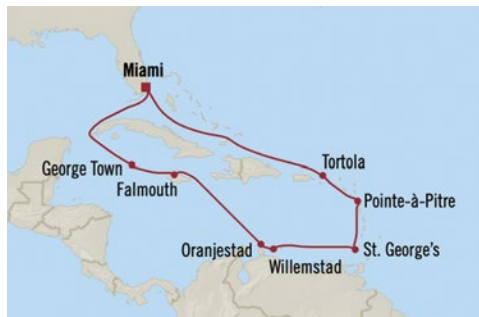 Miami
Tortola
George Town
Falmouth
Pointe-à-Pitre
Oranjestad
St. George's
Willemstad